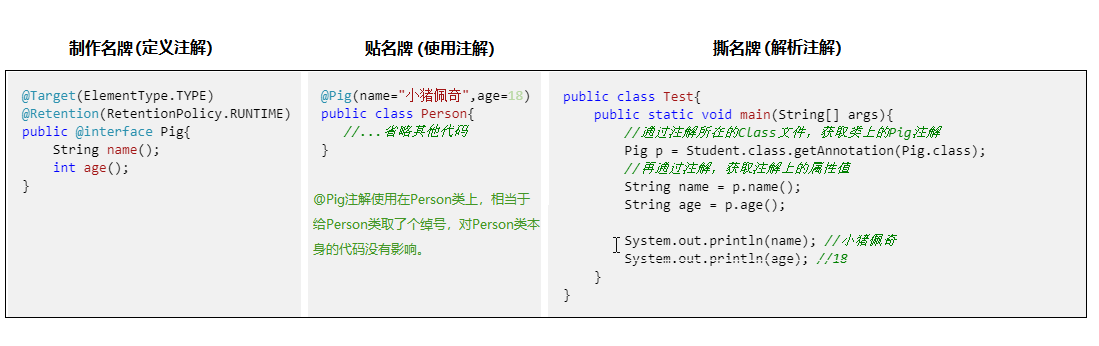 制作名牌(定义注解)
@Target(ElementType.TYPE)
@Retention(RetentionPolicy.RUNTIME)
public @interface Pig{
    String name();
    int age();
}
贴名牌 (使用注解)
@Pig(name="小猪佩奇",age=18)
public class Person{
    //...省略其他代码
}
@Pig注解使用在Person类上，相当于
给Person类取了个绰号，对Person类本
身的代码没有影响。
撕名牌(解析注解)
public class Test{
    public static void main(String[] args){
        //通过注解所在的Class文件，获取类上的Pig注解
        Pig p = Student.class.getAnnotation(Pig.class);
        //再通过注解，获取注解上的属性值
        String name = p.name();
        String age = p.age();
        System.out.println(name); //小猪佩奇
        System.out.println(age); //18
    }
}